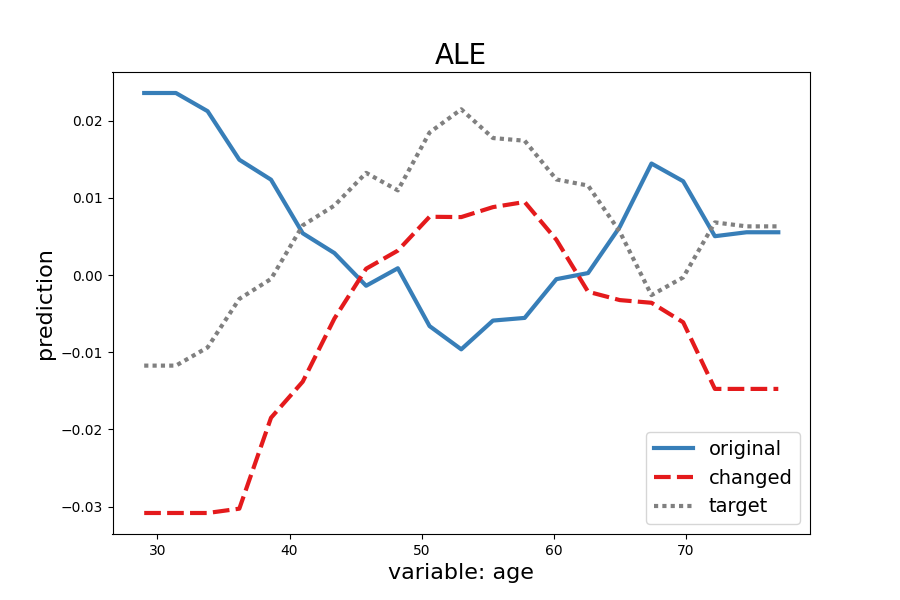 ALE
prediction
0.02
0.01
0.00
−0.01
−0.02
−0.03
original
changed
target
30 40 50 60 70
variable: age